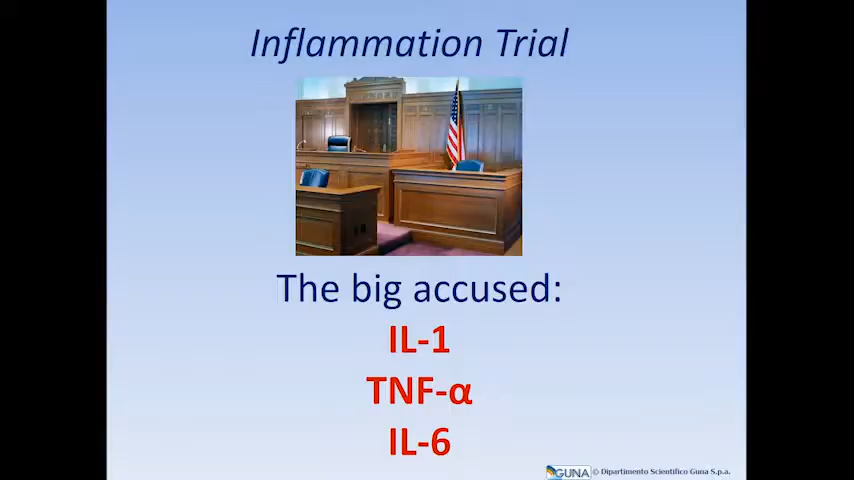 Inflammation Trial
The big accused:
IL-1
TNF-α
IL-6
GUNA © Dipartimento Scientifico Guna S.p.a.